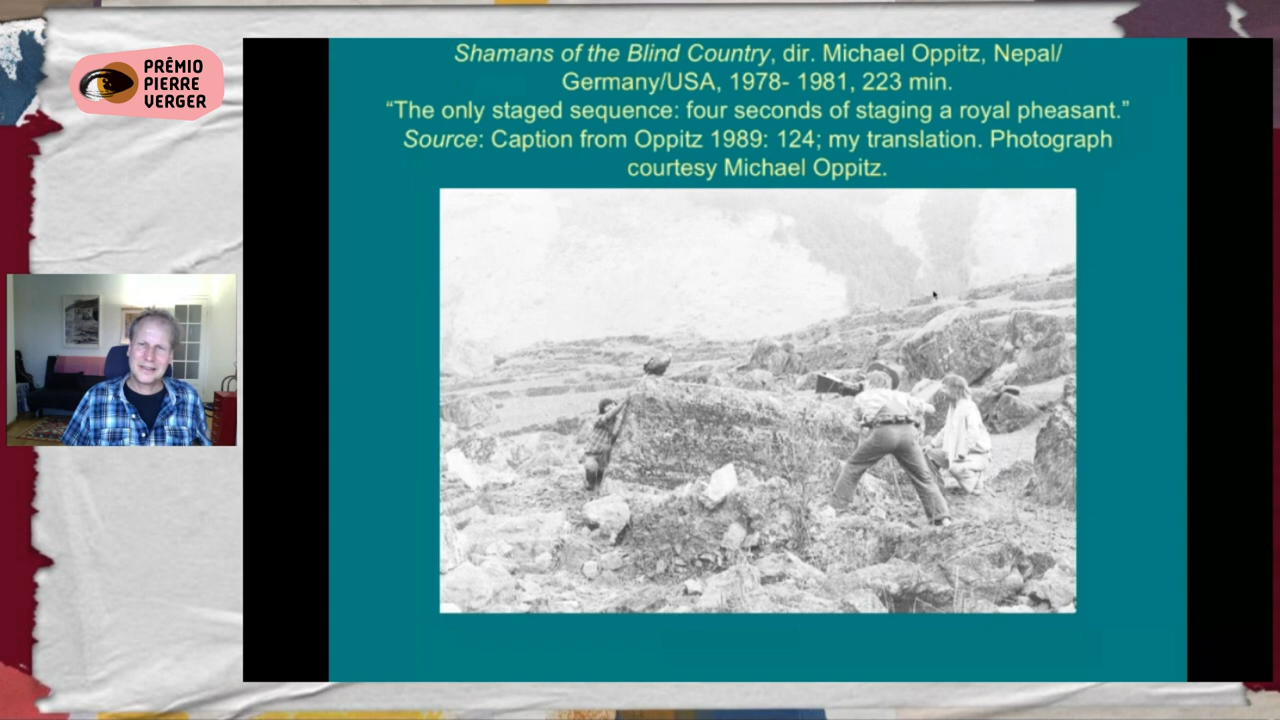 PRÊMIO
PIERRE
VERGER
Shamans of the Blind Country, dir. Michael Oppitz, Nepal/
Germany/USA, 1978- 1981, 223 min.
“The only staged sequence: four seconds of staging a royal pheasant.”
Source: Caption from Oppitz 1989: 124; my translation. Photograph
courtesy Michael Oppitz.